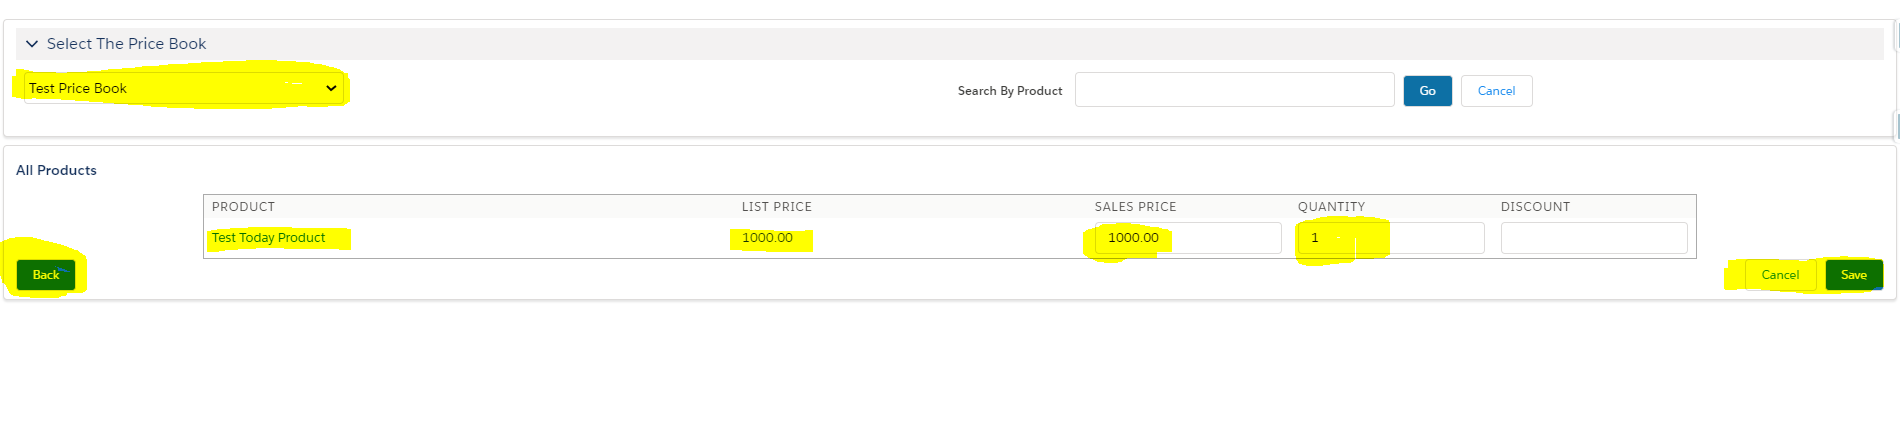 Select The Price Book
Test Price Book
Search By Product Go Cancel
All Products
PRODUCT LIST PRICE SALES PRICE QUANTITY DISCOUNT
Test Today Product 1000.00 1000.00 1
Back Cancel Save